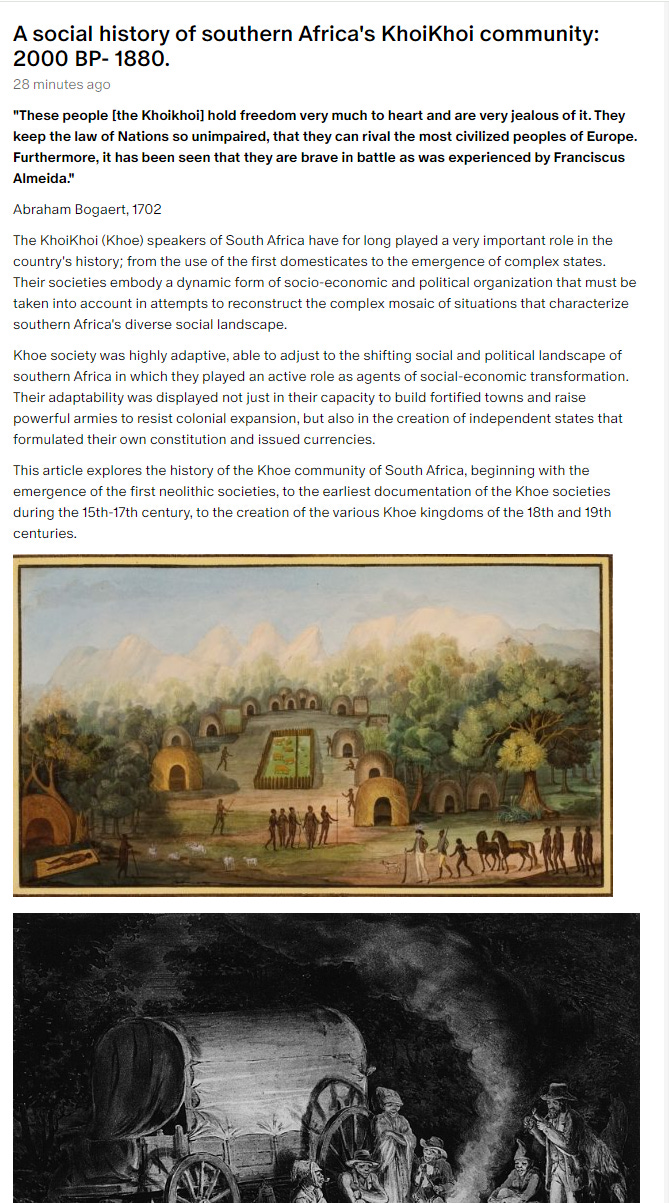 A social history of southern Africa's KhoiKhoi community:
2000 BP- 1880.
28 minutes ago
"These people [the Khoikhoi] hold freedom very much to heart and are very jealous of it. They
keep the law of Nations so unimpaired, that they can rival the most civilized peoples of Europe.
Furthermore, it has been seen that they are brave in battle as was experienced by Franciscus
Almeida."
Abraham Bogaert, 1702
The KhoiKhoi (Khoe) speakers of South Africa have for long played a very important role in the
country's history; from the use of the first domesticates to the emergence of complex states.
Their societies embody a dynamic form of socio-economic and political organization that must be
taken into account in attempts to reconstruct the complex mosaic of situations that characterize
southern Africa's diverse social landscape.
Khoe society was highly adaptive, able to adjust to the shifting social and political landscape of
southern Africa in which they played an active role as agents of social-economic transformation.
Their adaptability was displayed not just in their capacity to build fortified towns and raise
powerful armies to resist colonial expansion, but also in the creation of independent states that
formulated their own constitution and issued currencies.
This article explores the history of the Khoe community of South Africa, beginning with the
emergence of the first neolithic societies, to the earliest documentation of the Khoe societies
during the 15th-17th century, to the creation of the various Khoe kingdoms of the 18th and 19th
centuries.